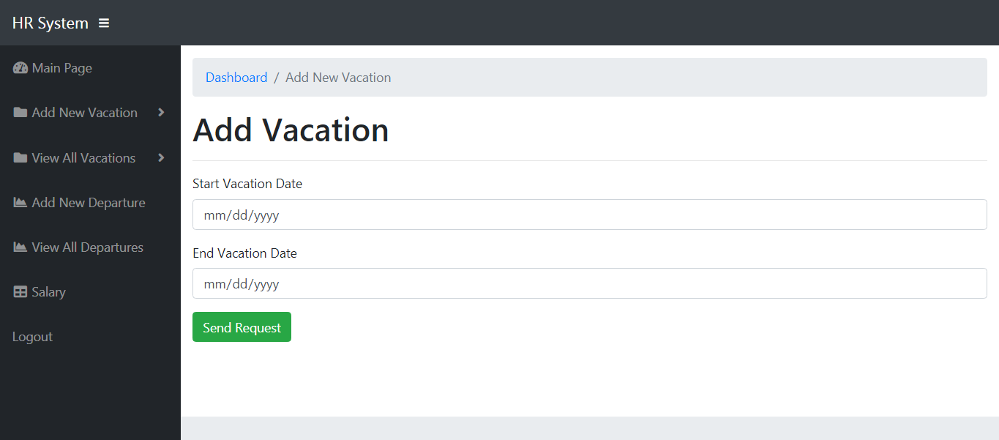 HR System
Main Page
Add New Vacation
View All Vacations
Add New Departure
View All Departures
Salary
Logout
Dashboard / Add New Vacation
Add Vacation
Start Vacation Date
mm/dd/yyyy
End Vacation Date
mm/dd/yyyy
Send Request